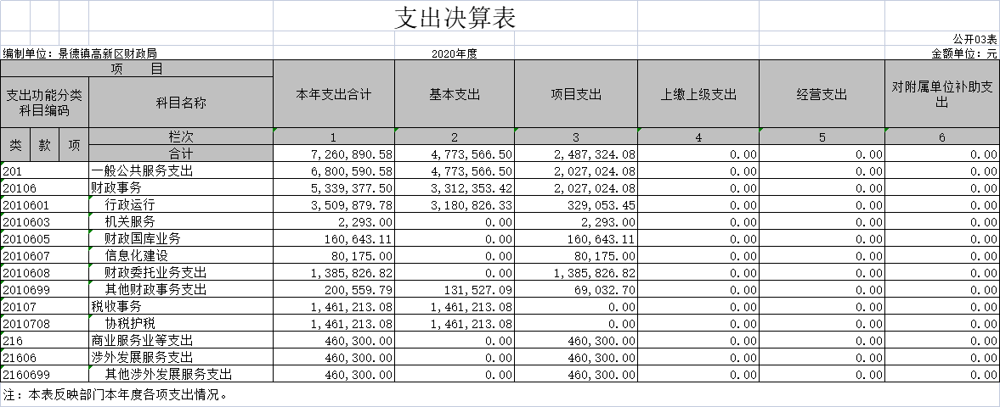 支出决算表
公开03表
编制单位：景德镇高新区财政局 2020年度 金额单位：元
项 目 本年支出合计 基本支出 项目支出 上缴上级支出 经营支出 对附属单位补助支出
支出功能分类科目编码 科目名称
类 款 项 栏次 1 2 3 4 5 6
合计 7,260,890.58 4,773,566.50 2,487,324.08 0.00 0.00 0.00
201 一般公共服务支出 6,800,590.58 4,773,566.50 2,027,024.08 0.00 0.00 0.00
20106 财政事务 5,339,377.50 3,312,353.42 2,027,024.08 0.00 0.00 0.00
2010601 行政运行 3,509,879.78 3,180,826.33 329,053.45 0.00 0.00 0.00
2010603 机关服务 2,293.00 0.00 2,293.00 0.00 0.00 0.00
2010605 财政国库业务 160,643.11 0.00 160,643.11 0.00 0.00 0.00
2010607 信息化建设 80,175.00 0.00 80,175.00 0.00 0.00 0.00
2010608 财政委托业务支出 1,385,826.82 0.00 1,385,826.82 0.00 0.00 0.00
2010699 其他财政事务支出 200,559.79 131,527.09 69,032.70 0.00 0.00 0.00
20107 税收事务 1,461,213.08 1,461,213.08 0.00 0.00 0.00 0.00
2010708 协税护税 1,461,213.08 1,461,213.08 0.00 0.00 0.00 0.00
216 商业服务业等支出 460,300.00 0.00 460,300.00 0.00 0.00 0.00
21606 涉外发展服务支出 460,300.00 0.00 460,300.00 0.00 0.00 0.00
2160699 其他涉外发展服务支出 460,300.00 0.00 460,300.00 0.00 0.00 0.00
注：本表反映部门本年度各项支出情况。